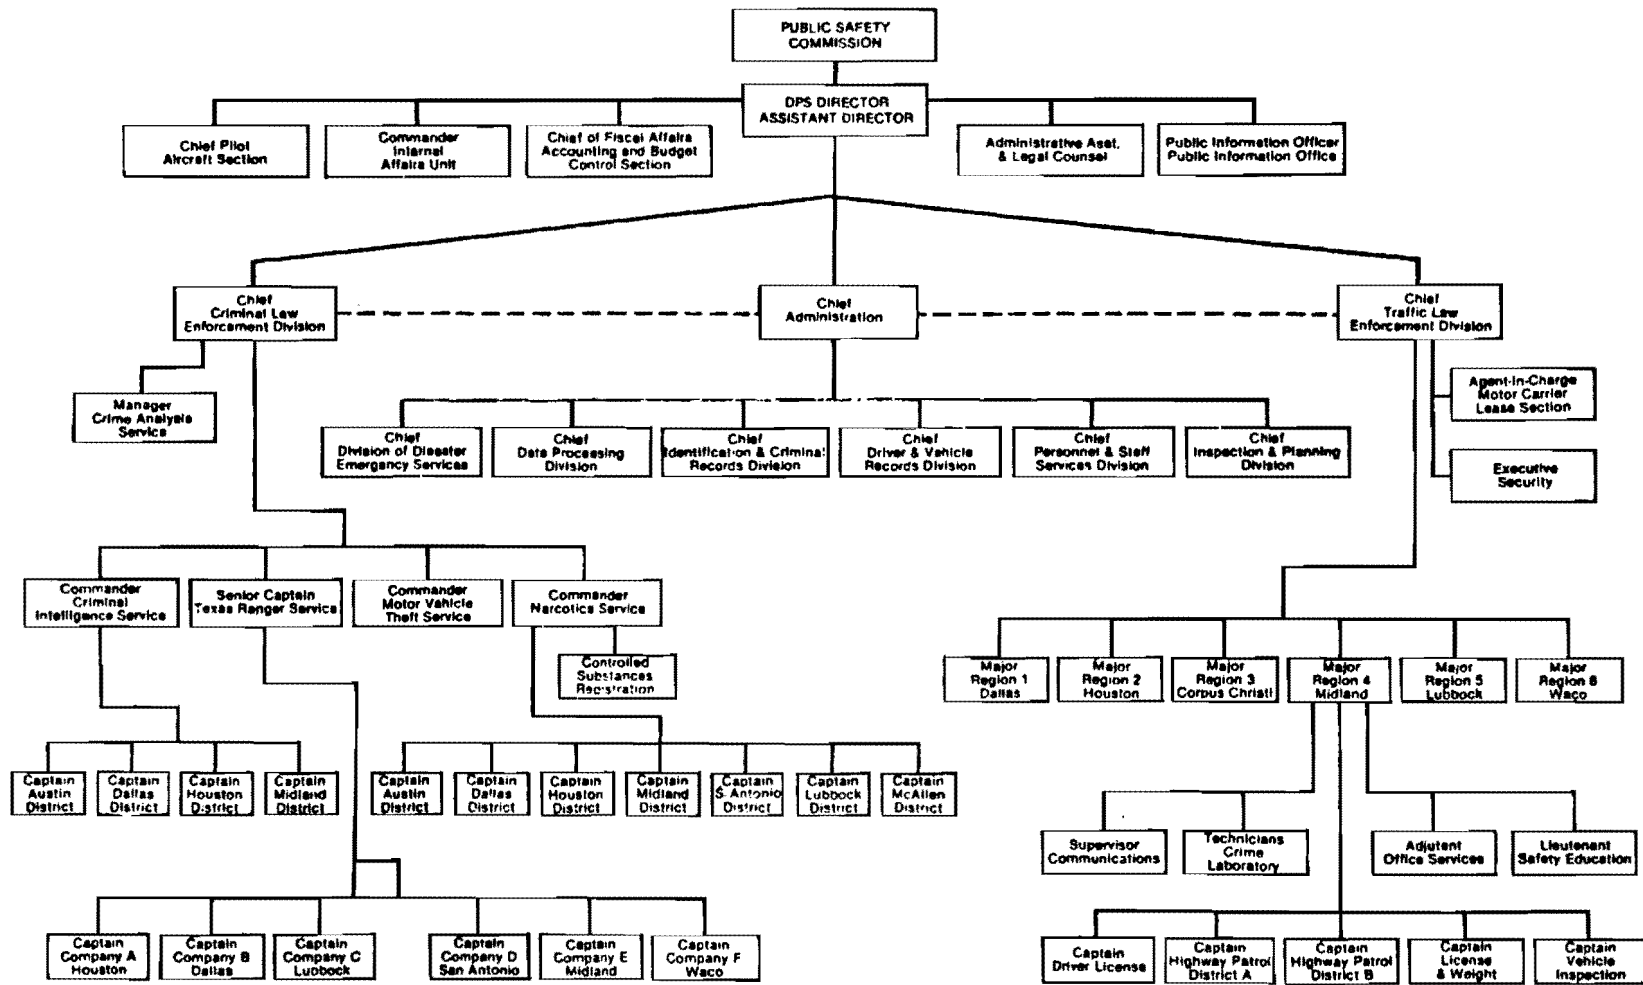 PUBLIC SAFETY
COMMISSION
DPS DIRECTOR
ASSISTANT DIRECTOR
Chief Pilot
Aircraft Section
Commander
Internal
Affairs Unit
Chief of Fiscal Affairs
Accounting and Budget
Control Section
Administrative Asst.
& Legal Counsel
Public Information Officer
Public Information Office
Chief
Criminal Law
Enforcement Division
Chief
Administration
Chief
Traffic Law
Enforcement Division
Manager
Crime Analysis
Service
Agent-In-Charge
Motor Carrier
Lease Section
Executive
Security
Chief
Division of Disaster
Emergency Services
Chief
Data Processing
Division
Chief
Identification & Criminal
Records Division
Chief
Driver & Vehicle
Records Division
Chief
Personnel & Staff
Services Division
Chief
Inspection & Planning
Division
Commander
Criminal
Intelligence Service
Senior Captain
Texas Ranger Service
Commander
Motor Vehicle
Theft Service
Commander
Narcotics Service
Controlled
Substances
Registration
Major
Region 1
Dallas
Major
Region 2
Houston
Major
Region 3
Corpus Christi
Major
Region 4
Midland
Major
Region 5
Lubbock
Major
Region 6
Waco
Captain
Austin
District
Captain
Dallas
District
Captain
Houston
District
Captain
Midland
District
Captain
Austin
District
Captain
Dallas
District
Captain
Houston
District
Captain
Midland
District
Captain
S. Antonio
District
Captain
Lubbock
District
Captain
McAllen
District
Supervisor
Communications
Technicians
Crime
Laboratory
Adjutent
Office Services
Lieutenant
Safety Education
Captain
Company A
Houston
Captain
Company B
Dallas
Captain
Company C
Lubbock
Captain
Company D
San Antonio
Captain
Company E
Midland
Captain
Company F
Waco
Captain
Driver License
Captain
Highway Patrol
District A
Captain
Highway Patrol
District B
Captain
License
& Weight
Captain
Vehicle
Inspection